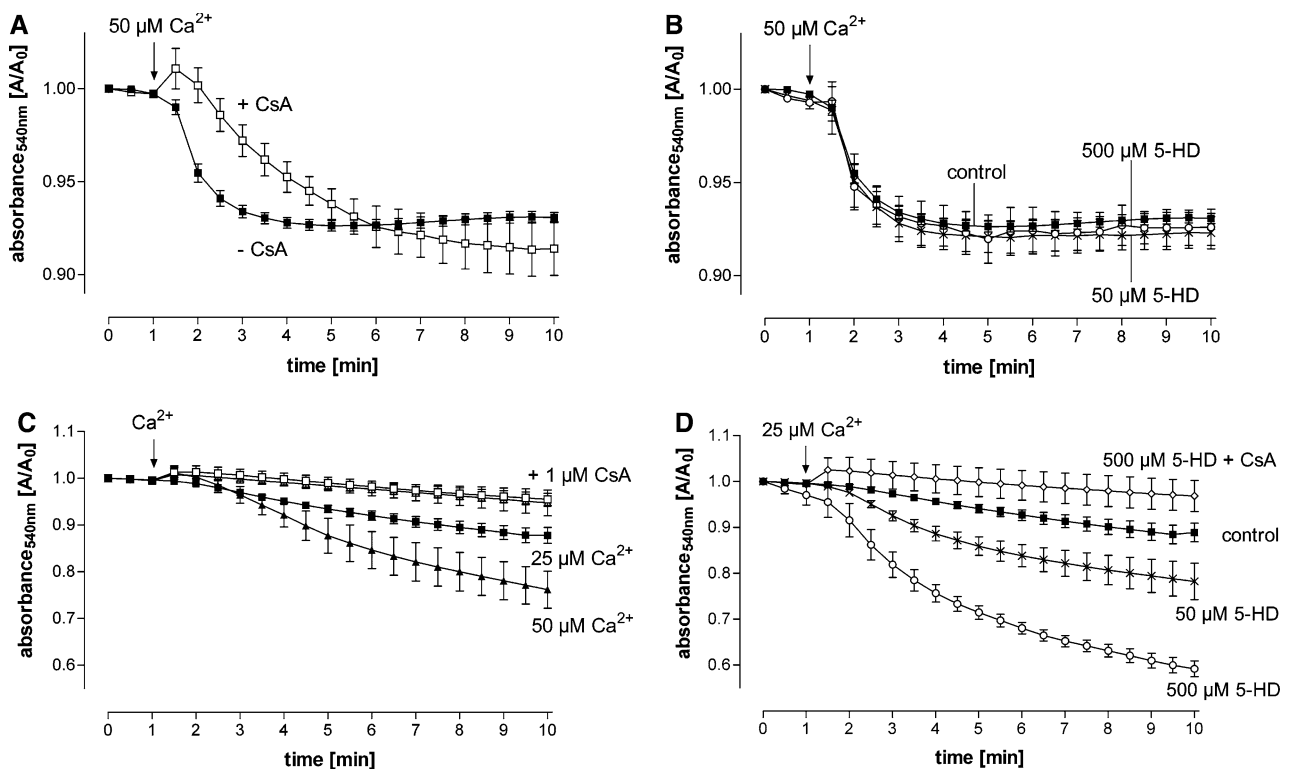 A
50 µM Ca2+
absorbance540nm [A/A0]
1.00
0.95
0.90
+ CsA
- CsA
0 1 2 3 4 5 6 7 8 9 10
time [min]
B
50 µM Ca2+
absorbance540nm [A/A0]
1.00
0.95
0.90
control
500 µM 5-HD
50 µM 5-HD
0 1 2 3 4 5 6 7 8 9 10
time [min]
C
Ca2+
absorbance540nm [A/A0]
1.1
1.0
0.9
0.8
0.7
0.6
+ 1 µM CsA
25 µM Ca2+
50 µM Ca2+
0 1 2 3 4 5 6 7 8 9 10
time [min]
D
25 µM Ca2+
absorbance540nm [A/A0]
1.1
1.0
0.9
0.8
0.7
0.6
500 µM 5-HD + CsA
control
50 µM 5-HD
500 µM 5-HD
0 1 2 3 4 5 6 7 8 9 10
time [min]